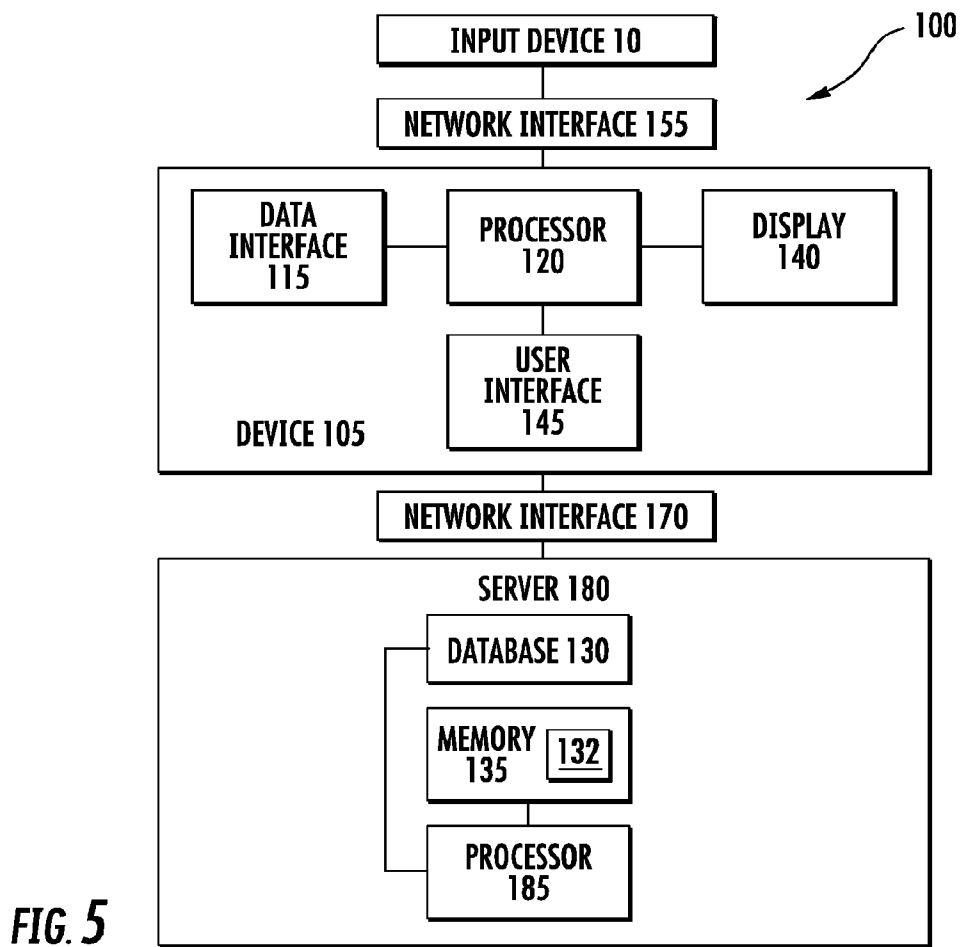 INPUT DEVICE 10
100
NETWORK INTERFACE 155
DATA
INTERFACE
115
PROCESSOR
120
DISPLAY
140
USER
INTERFACE
145
DEVICE 105
NETWORK INTERFACE 170
SERVER 180
DATABASE 130
MEMORY
135
132
PROCESSOR
185
FIG. 5